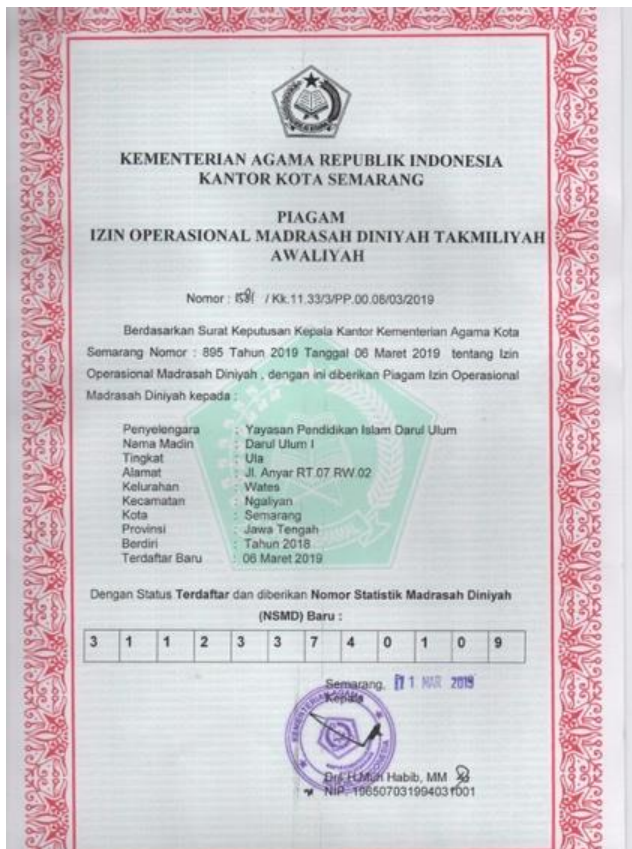 KEMENTERIAN AGAMA REPUBLIK INDONESIA
KANTOR KOTA SEMARANG
PIAGAM
IZIN OPERASIONAL MADRASAH DINIYAH TAKMILIYAH
AWALIYAH
Nomor : / Kk.11.33/3/PP.00.08/03/2019
Berdasarkan Surat Keputusan Kepala Kantor Kementerian Agama Kota
Semarang Nomor : 895 Tahun 2019 Tanggal 06 Maret 2019 tentang Izin
Operasional Madrasah Diniyah , dengan ini diberikan Piagam Izin Operasional
Madrasah Diniyah kepada :
Penyelengara : Yayasan Pendidikan Islam Darul Ulum
Nama Madin : Darul Ulum I
Tingkat : Ula
Alamat : Jl. Anyar RT.07 RW.02
Kelurahan : Wates
Kecamatan : Ngaliyan
Kota : Semarang
Provinsi : Jawa Tengah
Berdiri : Tahun 2018
Terdaftar Baru : 06 Maret 2019
Dengan Status Terdaftar dan diberikan Nomor Statistik Madrasah Diniyah
(NSMD) Baru :
3 1 1 2 3 3 7 4 0 1 0 9
Semarang, 11 MAR 2019
Kepala
Drs.H.Muh Habib, MM
NIP. 196507031994031001